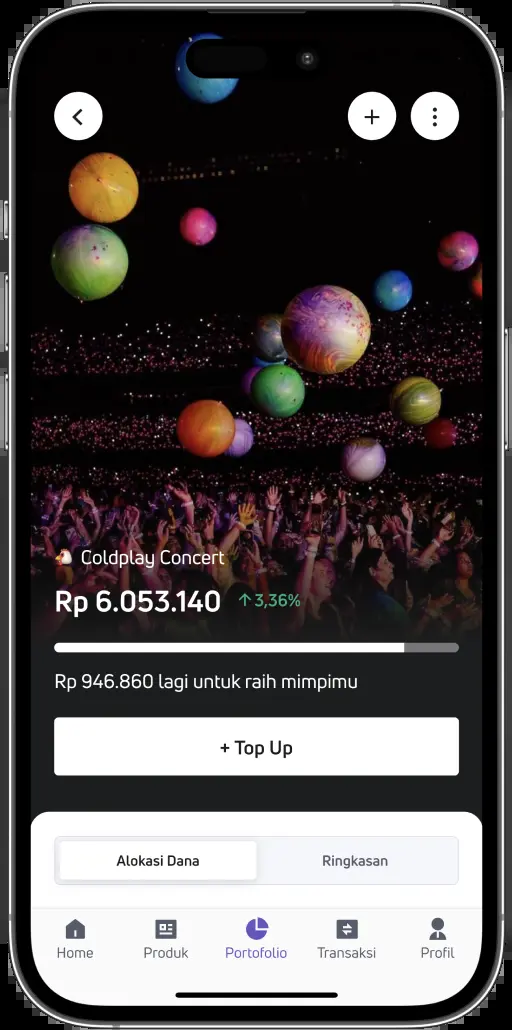 Coldplay Concert
Rp 6.053.140 ↑ 3,36%
Rp 946.860 lagi untuk raih mimpimu
+ Top Up
Alokasi Dana Ringkasan
Home Produk Portofolio Transaksi Profil